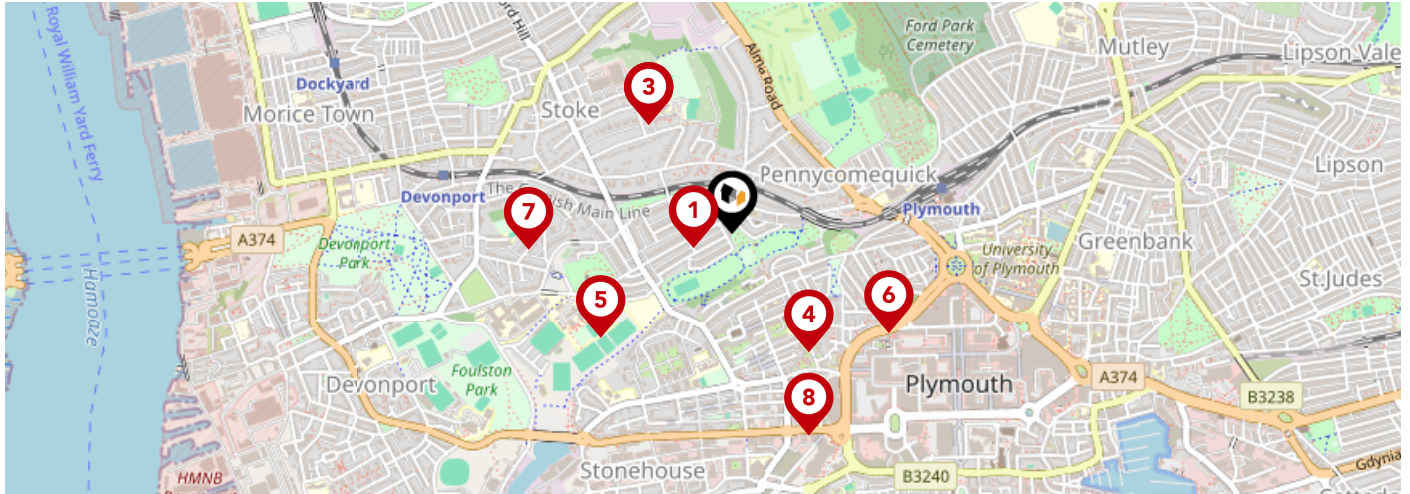 Royal William Yard Ferry
Hamoaze
Dockyard
Morice Town
Stoke
3
Alma Road
Ford Park
Cemetery
Mutley
Lipson Vale
Lipson
Devonport
The
ish Main Line
7
1
Pennycomequick
Plymouth
A374
Devonport
Park
University
of Plymouth
Greenbank
St.Judes
5
4
6
Foulston
Park
Devonport
8
Plymouth
A374
B3238
Stonehouse
B3240
HMNB
Gdynia